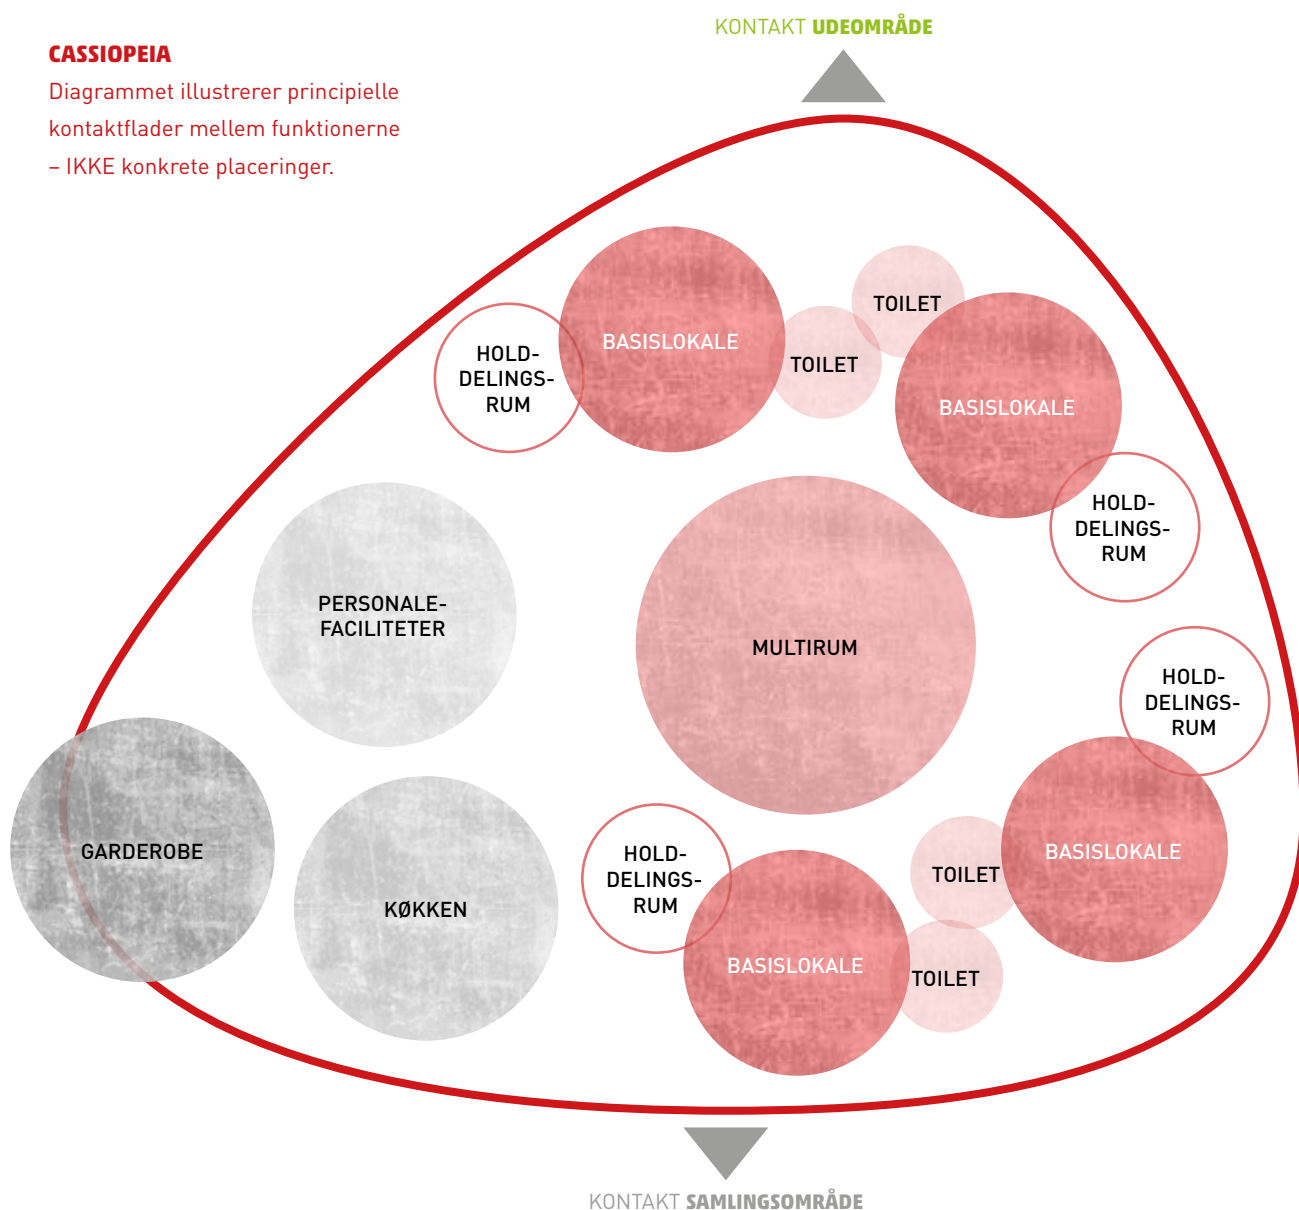 KONTAKT UDEOMRÅDE
CASSIOPEIA
Diagrammet illustrerer principielle
kontaktflader mellem funktionerne
– IKKE konkrete placeringer.
TOILET
BASISLOKALE
HOLD-
DELINGS-
RUM
TOILET
BASISLOKALE
HOLD-
DELINGS-
RUM
PERSONALE-
FACILITETER
MULTIRUM
HOLD-
DELINGS-
RUM
GARDEROBE
KØKKEN
HOLD-
DELINGS-
RUM
BASISLOKALE
TOILET
BASISLOKALE
TOILET
KONTAKT SAMLINGSOMRÅDE